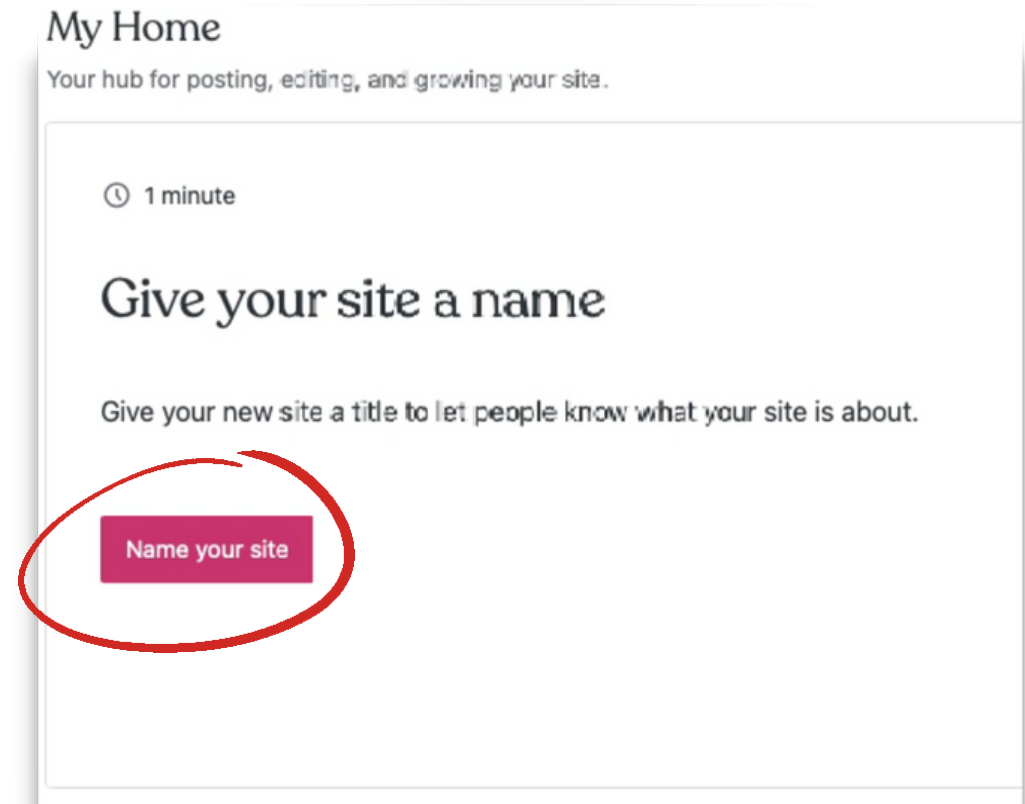 My Home
Your hub for posting, editing, and growing your site.
1 minute
Give your site a name
Give your new site a title to let people know what your site is about.
Name your site